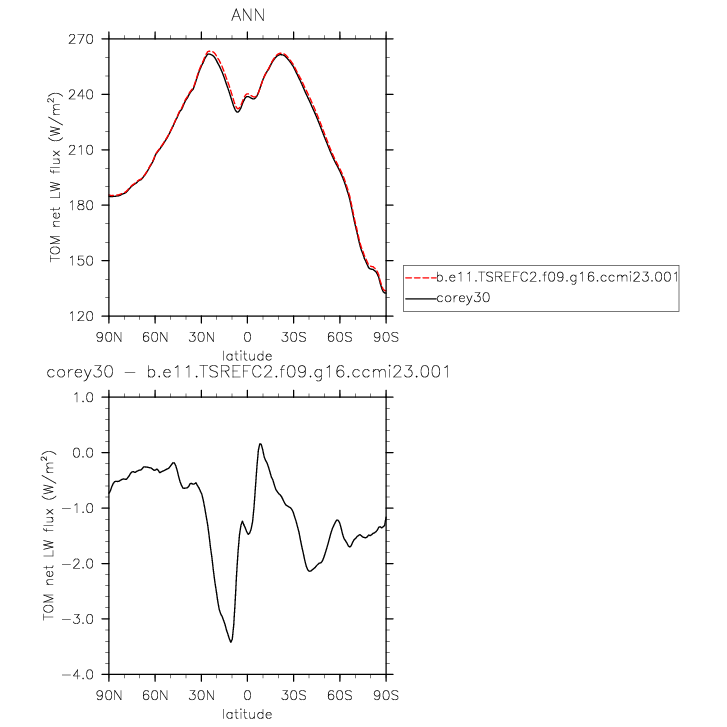 ANN
TOM net LW flux (W/m²)
270
240
210
180
150
120
90N 60N 30N 0 30S 60S 90S
latitude
b.e11.TSREFC2.f09.g16.ccmi23.001
corey30
corey30 − b.e11.TSREFC2.f09.g16.ccmi23.001
TOM net LW flux (W/m²)
1.0
0.0
−1.0
−2.0
−3.0
−4.0
90N 60N 30N 0 30S 60S 90S
latitude